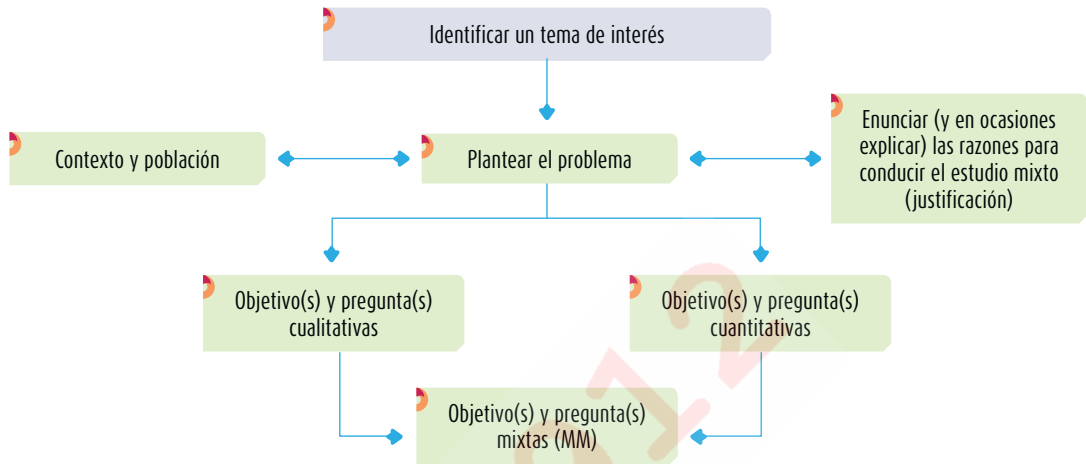 Identificar un tema de interés
Contexto y población
Plantear el problema
Enunciar (y en ocasiones
explicar) las razones para
conducir el estudio mixto
(justificación)
Objetivo(s) y pregunta(s)
cualitativas
Objetivo(s) y pregunta(s)
cuantitativas
Objetivo(s) y pregunta(s)
mixtas (MM)
912